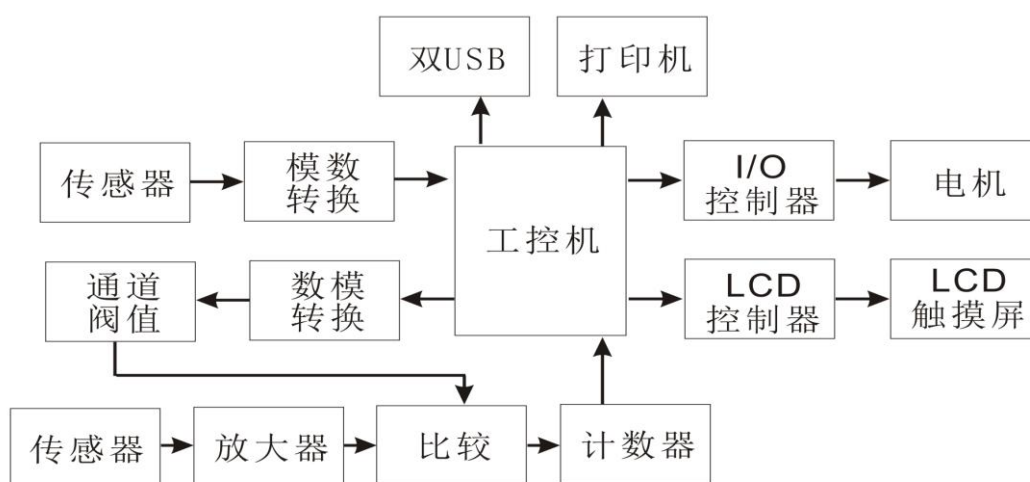 双USB
打印机
传感器
模数
转换
工控机
I/O
控制器
电机
通道
阀值
数模
转换
LCD
控制器
LCD
触摸屏
传感器
放大器
比较
计数器